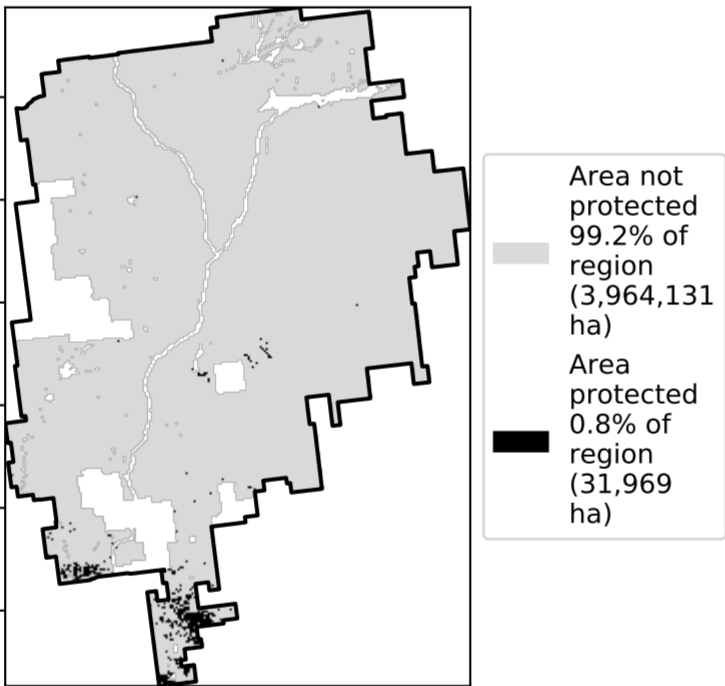 Area not
protected
99.2% of
region
(3,964,131
ha)
Area
protected
0.8% of
region
(31,969
ha)